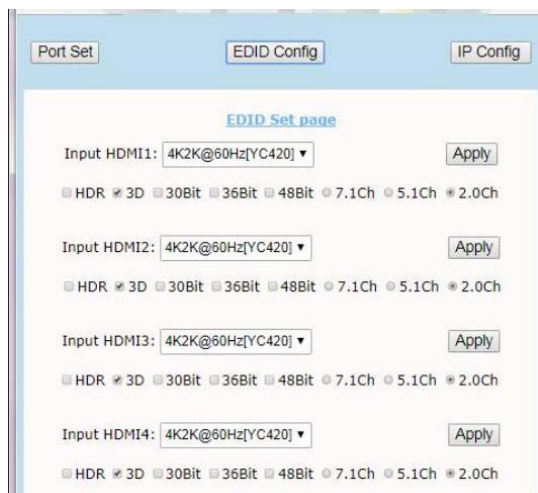 Port Set EDID Config IP Config
EDID Set page
Input HDMI1: 4K2K@60Hz[YC420] Apply
HDR 3D 30Bit 36Bit 48Bit 7.1Ch 5.1Ch 2.0Ch
Input HDMI2: 4K2K@60Hz[YC420] Apply
HDR 3D 30Bit 36Bit 48Bit 7.1Ch 5.1Ch 2.0Ch
Input HDMI3: 4K2K@60Hz[YC420] Apply
HDR 3D 30Bit 36Bit 48Bit 7.1Ch 5.1Ch 2.0Ch
Input HDMI4: 4K2K@60Hz[YC420] Apply
HDR 3D 30Bit 36Bit 48Bit 7.1Ch 5.1Ch 2.0Ch